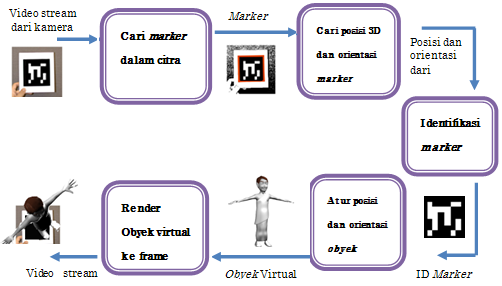 Video stream
dari kamera
Cari marker
dalam citra
Marker
Cari posisi 3D
dan orientasi
marker
Posisi dan
orientasi
dari
Identifikasi
marker
ID Marker
Atur posisi
dan orientasi
obyek
Obyek Virtual
Render
Obyek virtual
ke frame
Video stream